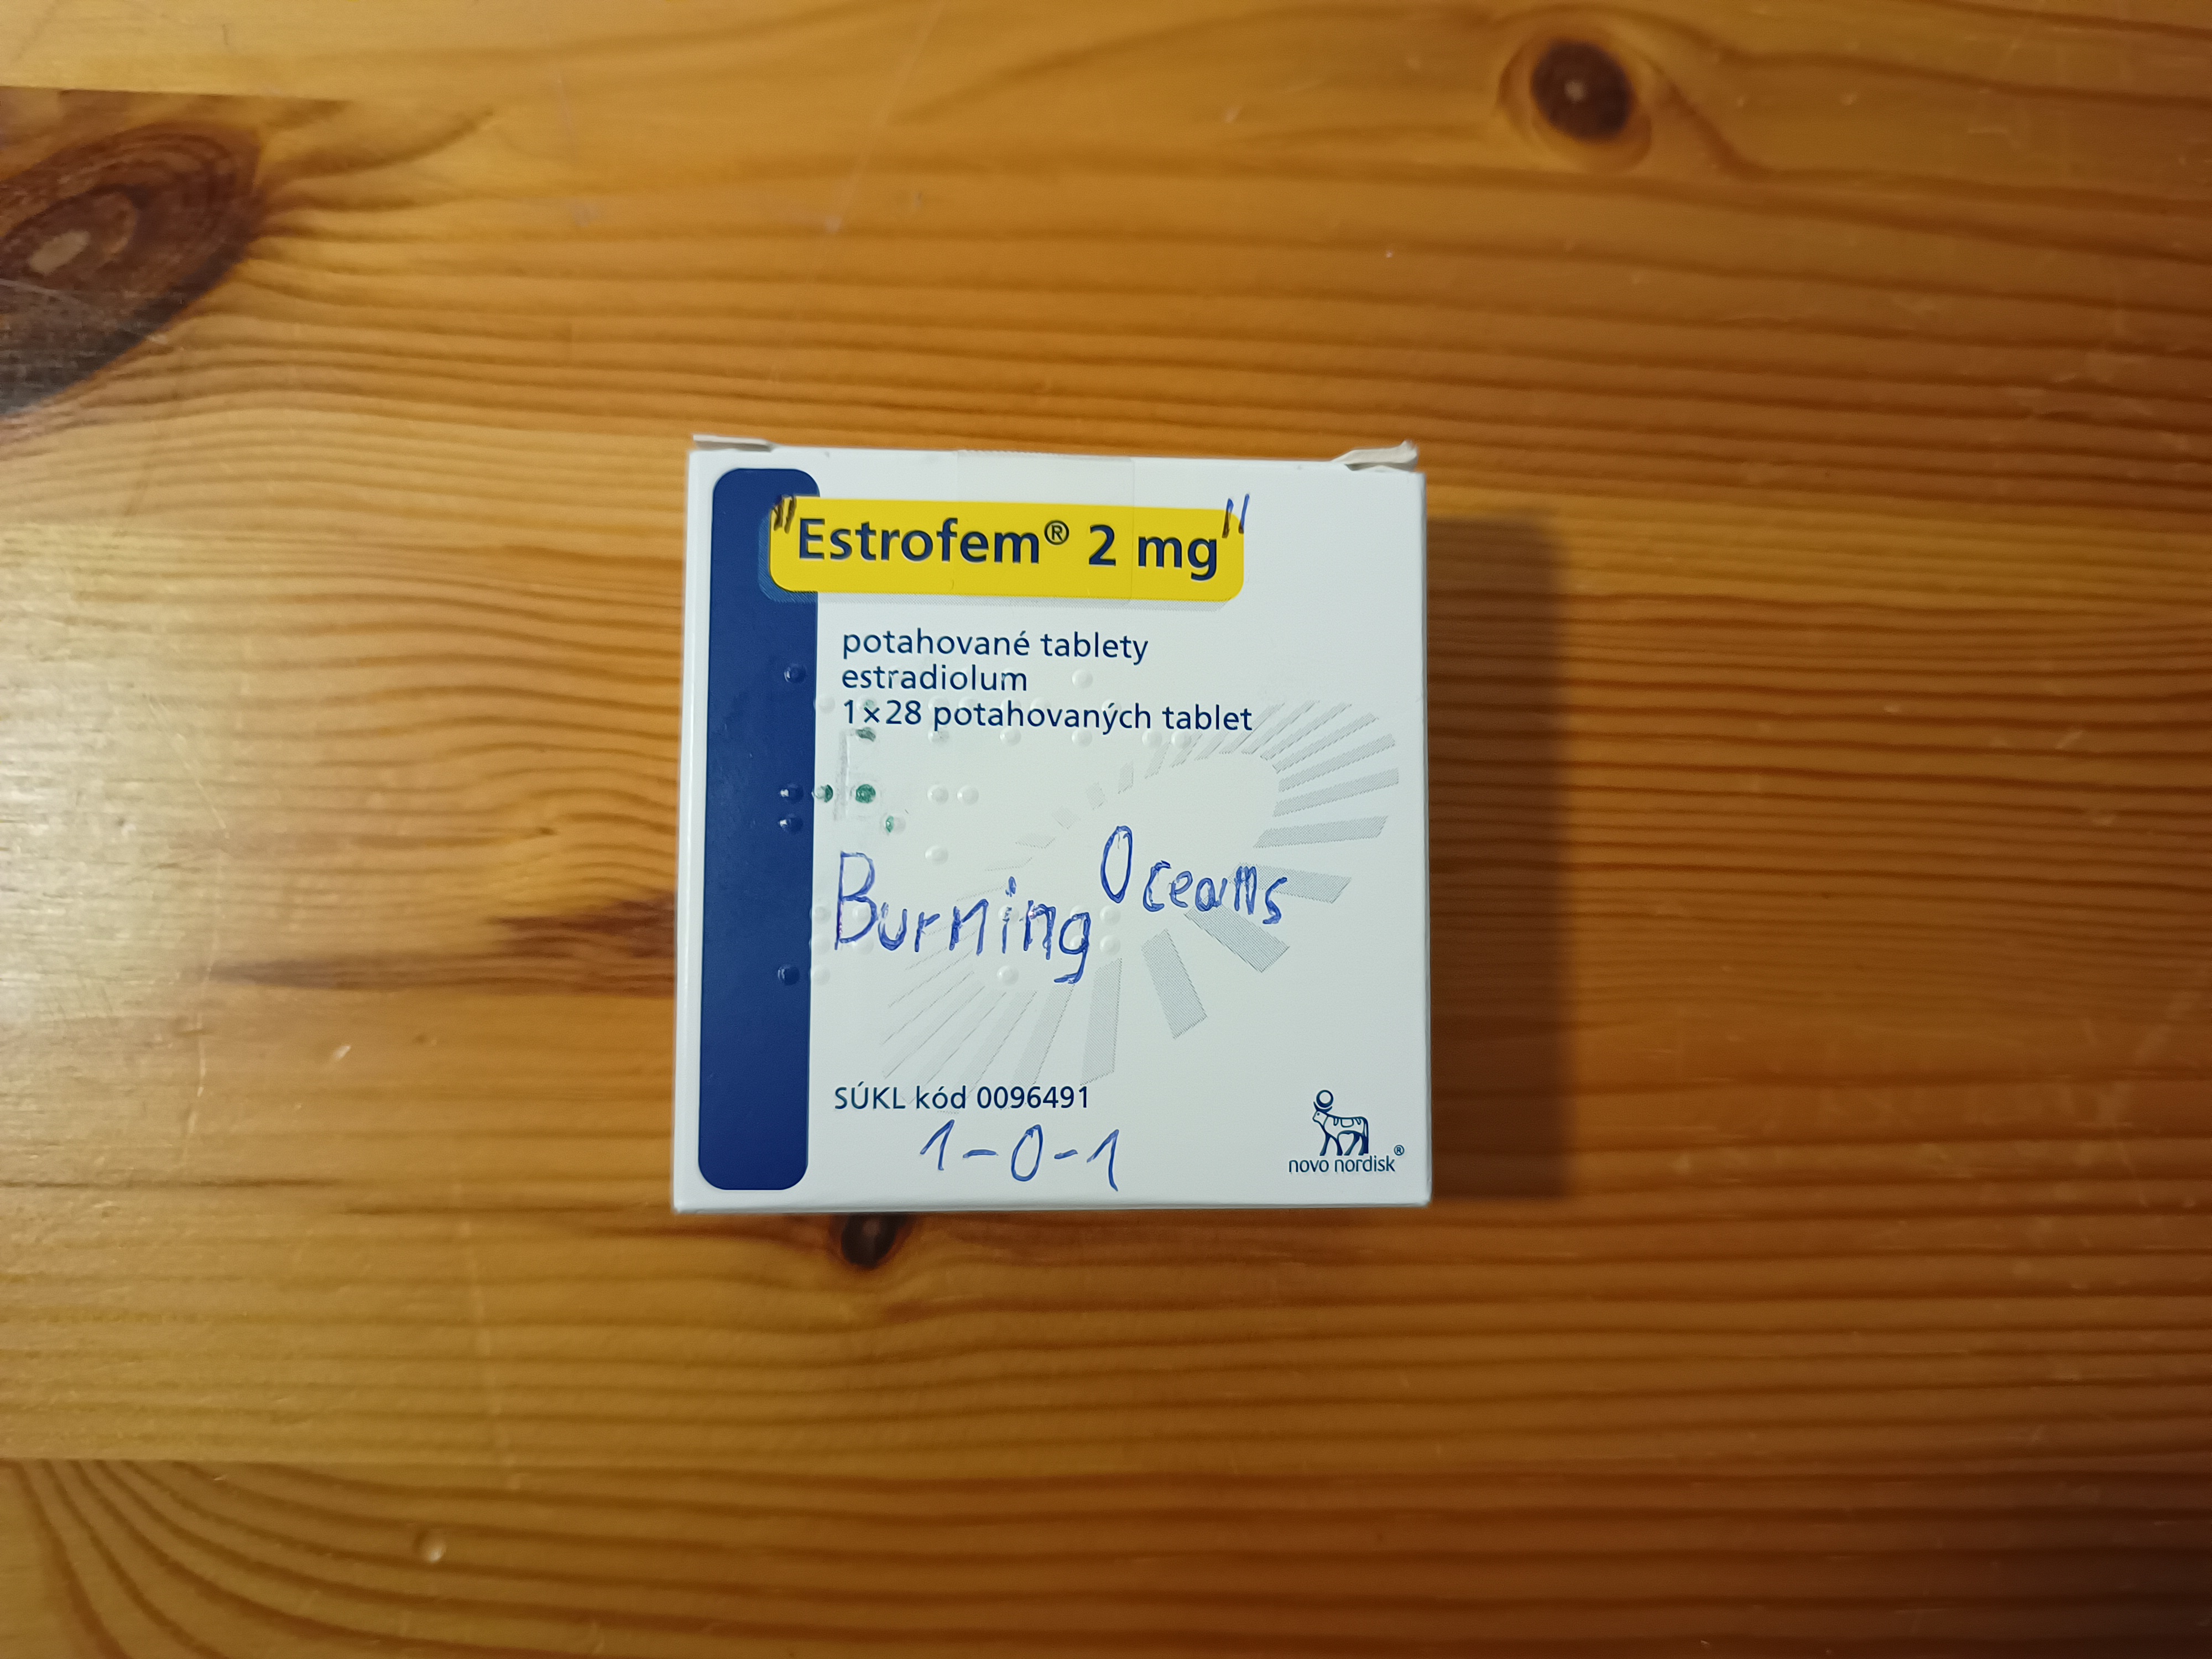 "Estrofem® 2 mg"
potahované tablety
estradiolum
1×28 potahovaných tablet
Burning Oceans
SÚKL kód 0096491
1-0-1
novo nordisk®